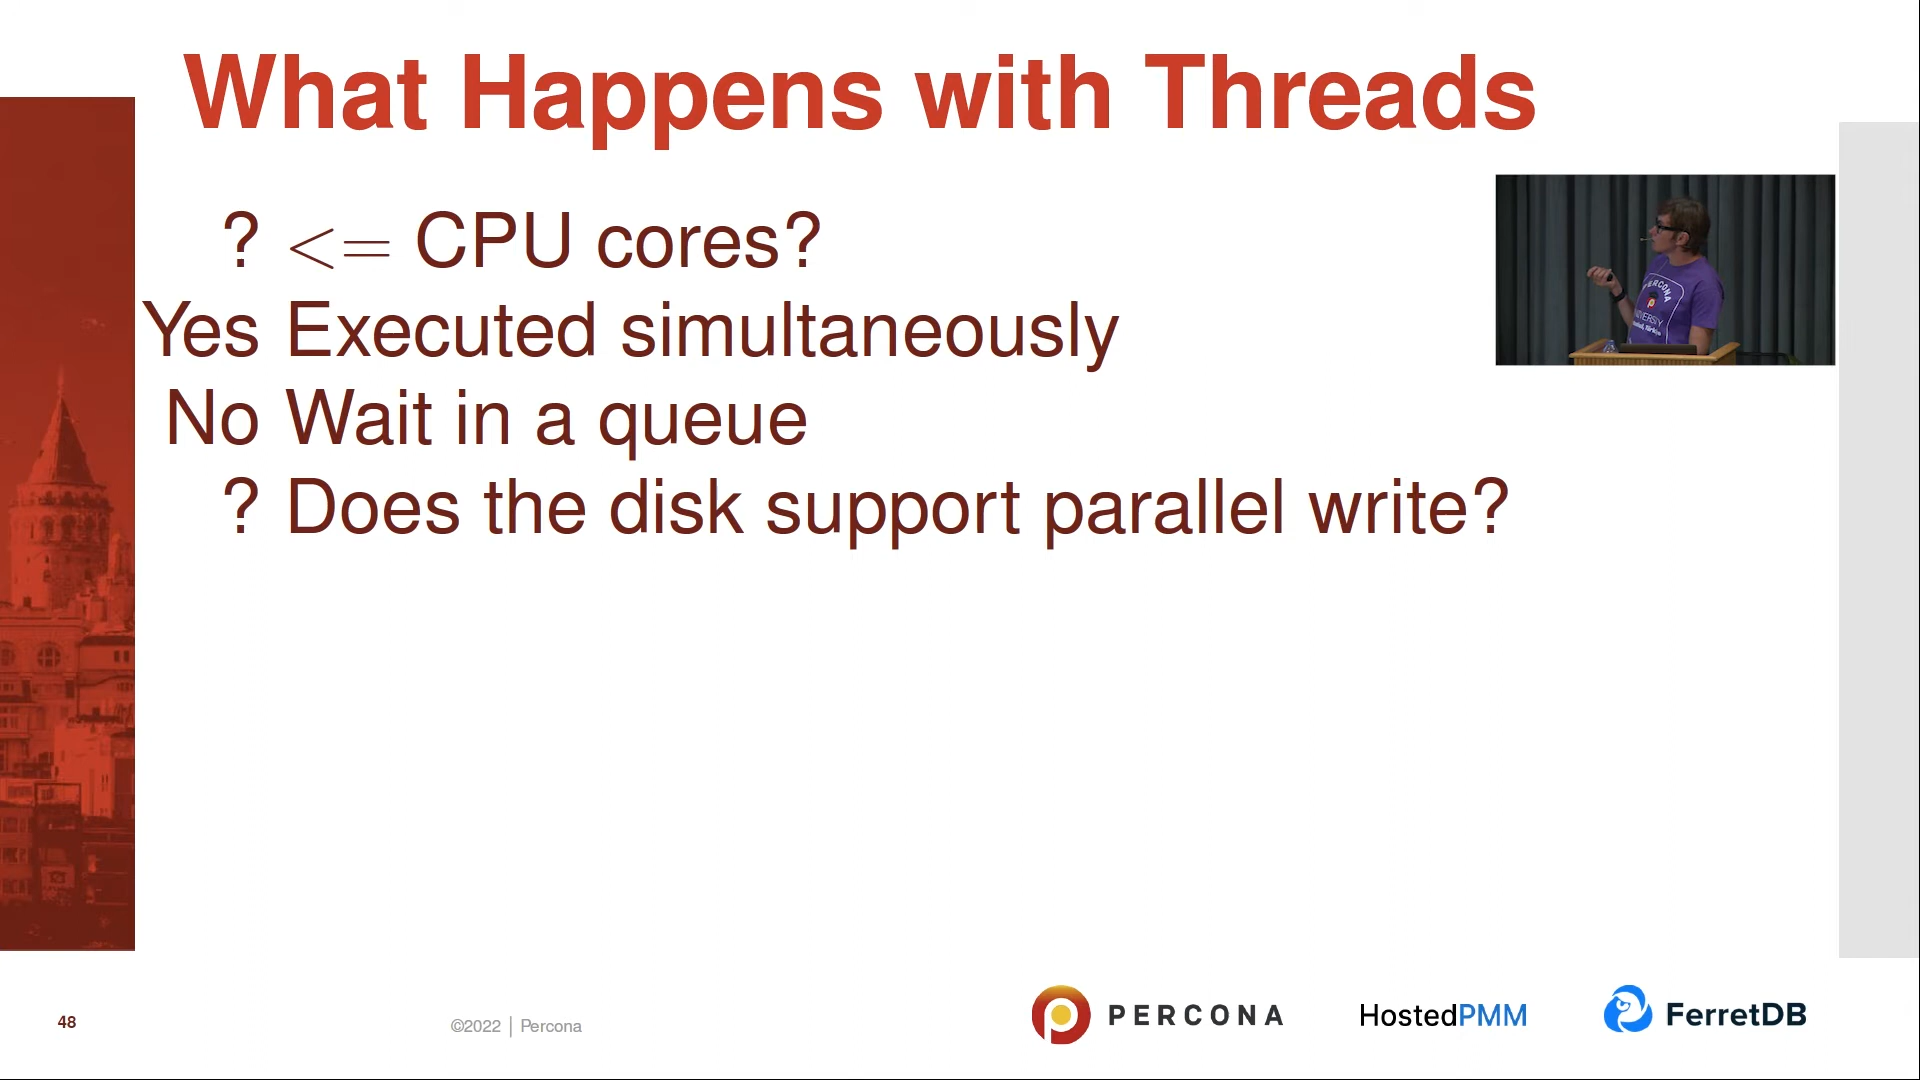 What Happens with Threads
? <= CPU cores?
Yes Executed simultaneously
No Wait in a queue
? Does the disk support parallel write?
PERCONA
48
©2022 | Percona
PERCONA
HostedPMM
FerretDB